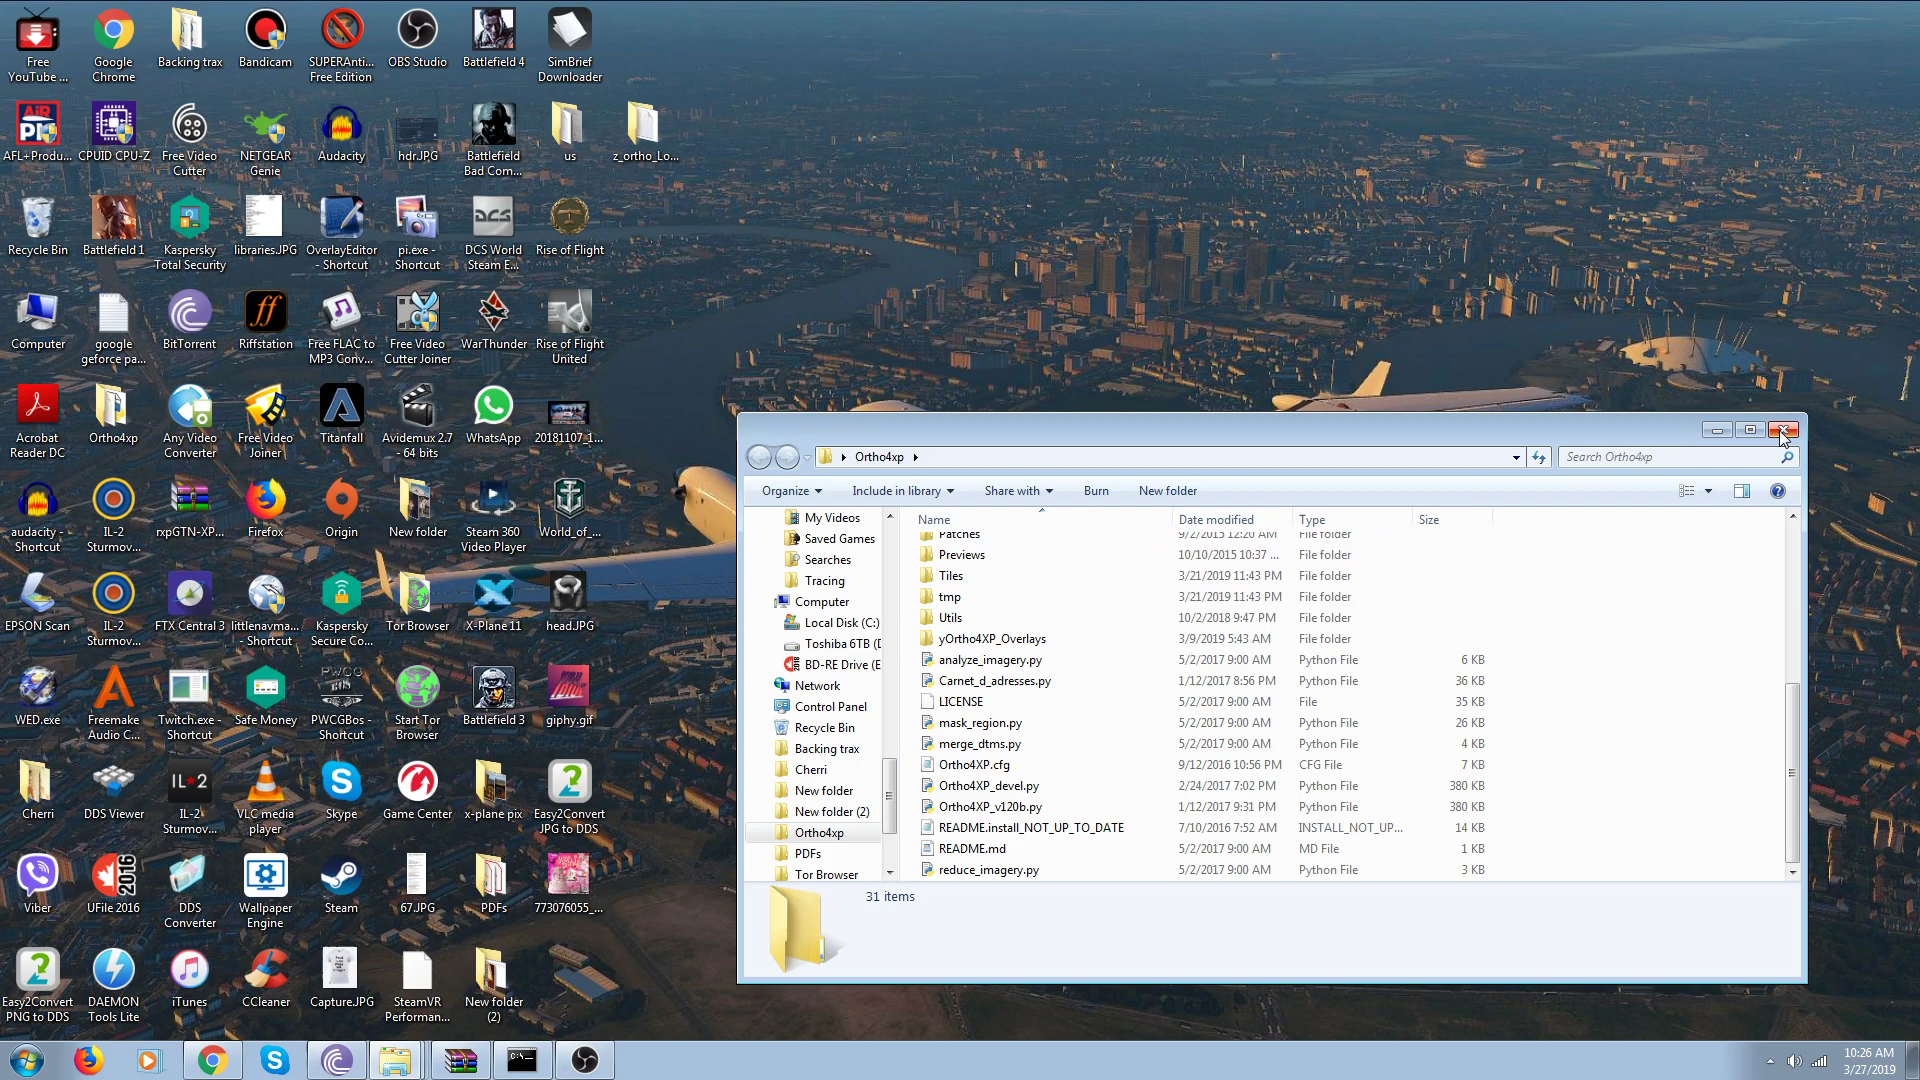 Free
YouTube ...
Google
Chrome
Backing trax
Bandicam
SUPERAnti...
Free Edition
OBS Studio
Battlefield 4
SimBrief
Downloader
AFL+Produ...
CPUID CPU-Z
Free Video
Cutter
NETGEAR
Genie
Audacity
hdr.JPG
Battlefield
Bad Com...
us
z_ortho_Lo...
Recycle Bin
Battlefield 1
Kaspersky
Total Security
libraries.JPG
OverlayEditor
- Shortcut
pi.exe -
Shortcut
DCS
DCS World
Steam E...
Rise of Flight
Computer
google
geforce pa...
BitTorrent
ff
Riffstation
Free FLAC to
MP3 Conv...
Free Video
Cutter Joiner
WarThunder
Rise of Flight
United
Acrobat
Reader DC
Ortho4xp
Any Video
Converter
Free Video
Joiner
Titanfall
Avidemux 2.7
- 64 bits
WhatsApp
20181107_1...
audacity -
Shortcut
IL-2
Sturmov...
rxpGTN-XP...
Firefox
Origin
New folder
Steam 360
Video Player
World_of_...
EPSON Scan
IL-2
Sturmov...
FTX Central 3
littlenavma...
- Shortcut
Kaspersky
Secure Co...
Tor Browser
X-Plane 11
head.JPG
WED.exe
Freemake
Audio C...
Twitch.exe -
Shortcut
Safe Money
PWCG
BoS
PWCGBos -
Shortcut
Start Tor
Browser
Battlefield 3
giphy.gif
Cherri
DDS Viewer
IL★2
IL-2
Sturmov...
VLC media
player
Skype
Game Center
x-plane pix
Easy2Convert
JPG to DDS
Viber
2016
UFile 2016
DDS
Converter
Wallpaper
Engine
Steam
67.JPG
PDFs
773076055_...
Easy2Convert
PNG to DDS
DAEMON
Tools Lite
iTunes
CCleaner
Capture.JPG
SteamVR
Performan...
New folder
(2)
Ortho4xp
Search Ortho4xp
Organize
Include in library
Share with
Burn
New folder
My Videos
Saved Games
Searches
Tracing
Computer
Local Disk (C:)
Toshiba 6TB (D
BD-RE Drive (E
Network
Control Panel
Recycle Bin
Backing trax
Cherri
New folder
New folder (2)
Ortho4xp
PDFs
Tor Browser
Name Date modified Type Size
Patches 9/2/2015 12:20 AM File folder
Previews 10/10/2015 10:37 ... File folder
Tiles 3/21/2019 11:43 PM File folder
tmp 3/21/2019 11:43 PM File folder
Utils 10/2/2018 9:47 PM File folder
yOrtho4XP_Overlays 3/9/2019 5:43 AM File folder
analyze_imagery.py 5/2/2017 9:00 AM Python File 6 KB
Carnet_d_adresses.py 1/12/2017 8:56 PM Python File 36 KB
LICENSE 5/2/2017 9:00 AM File 35 KB
mask_region.py 5/2/2017 9:00 AM Python File 26 KB
merge_dtms.py 5/2/2017 9:00 AM Python File 4 KB
Ortho4XP.cfg 9/12/2016 10:56 PM CFG File 7 KB
Ortho4XP_devel.py 2/24/2017 7:02 PM Python File 380 KB
Ortho4XP_v120b.py 1/12/2017 9:31 PM Python File 380 KB
README.install_NOT_UP_TO_DATE 7/10/2016 7:52 AM INSTALL_NOT_UP... 14 KB
README.md 5/2/2017 9:00 AM MD File 1 KB
reduce_imagery.py 5/2/2017 9:00 AM Python File 3 KB
31 items
10:26 AM
3/27/2019